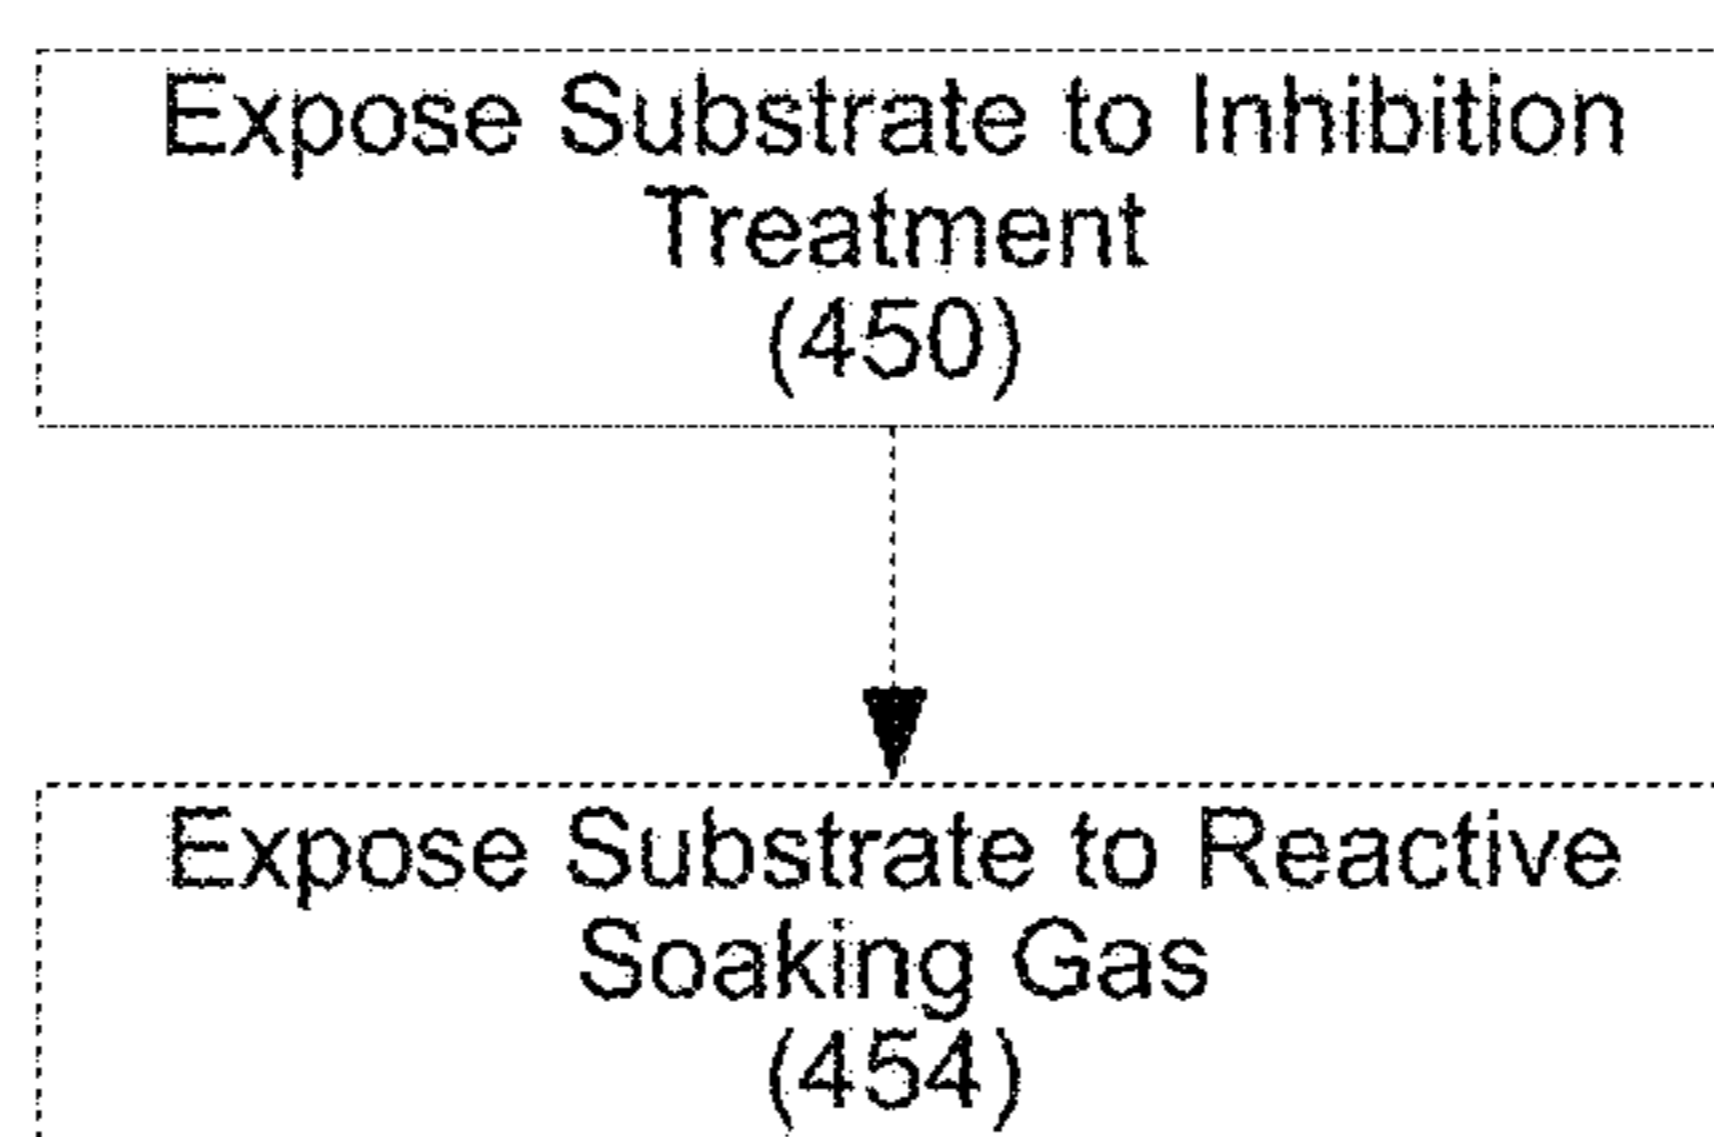 Expose Substrate to Inhibition
Treatment
(450)
Expose Substrate to Reactive
Soaking Gas
(454)